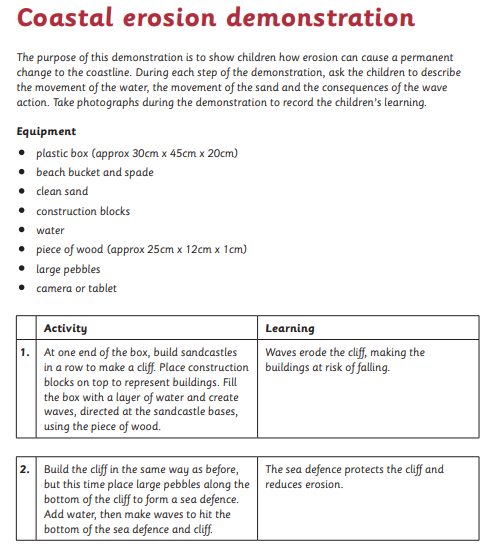 Coastal erosion demonstration
The purpose of this demonstration is to show children how erosion can cause a permanent
change to the coastline. During each step of the demonstration, ask the children to describe
the movement of the water, the movement of the sand and the consequences of the wave
action. Take photographs during the demonstration to record the children's learning.
Equipment
• plastic box (approx 30cm x 45cm x 20cm)
• beach bucket and spade
• clean sand
• construction blocks
• water
• piece of wood (approx 25cm x 12cm x 1cm)
• large pebbles
• camera or tablet
Activity
Learning
1.
At one end of the box, build sandcastles
in a row to make a cliff. Place construction
blocks on top to represent buildings. Fill
the box with a layer of water and create
waves, directed at the sandcastle bases,
using the piece of wood.
Waves erode the cliff, making the
buildings at risk of falling.
2.
Build the cliff in the same way as before,
but this time place large pebbles along the
bottom of the cliff to form a sea defence.
Add water, then make waves to hit the
bottom of the sea defence and cliff.
The sea defence protects the cliff and
reduces erosion.